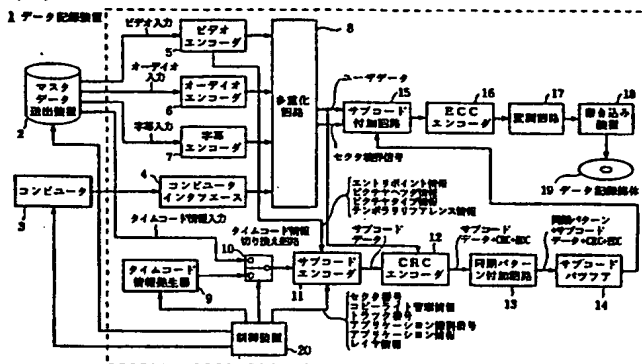 1 データ記録装置
ビデオ入力
ビデオ
エンコーダ
5
8
オーディオ
入力
オーディオ
エンコーダ
6
多重化
回路
マスタ
データ
送出装置
2
字幕入力
字幕
エンコーダ
7
ユーザデータ
15
サブコード
付加回路
16
ECC
エンコーダ
17
変調回路
18
書き込み
装置
セクタ境界信号
19 データ記録媒体
コンピュータ
3
4
コンピュータ
インタフェース
エントリポイント情報
ピクチャヘッダ情報
ピクチャタイプ情報
テンポラリリファレンス情報
タイムコード情報入力
タイムコード情報
切り換え回路
10
サブコード
データ
12
サブコード
エンコーダ
11
CRC
エンコーダ
サブコード
データ+CRC+ECC
同期パターン
+サブコード
データ+CRC+ECC
同期パターン付加回路
13
サブコード
バッファ
14
タイムコード
情報発生器
9
セクタ番号
コピーライト管理情報
トラック番号
アプリケーション識別番号
アプリケーション情報
レイヤ情報
制御装置
20